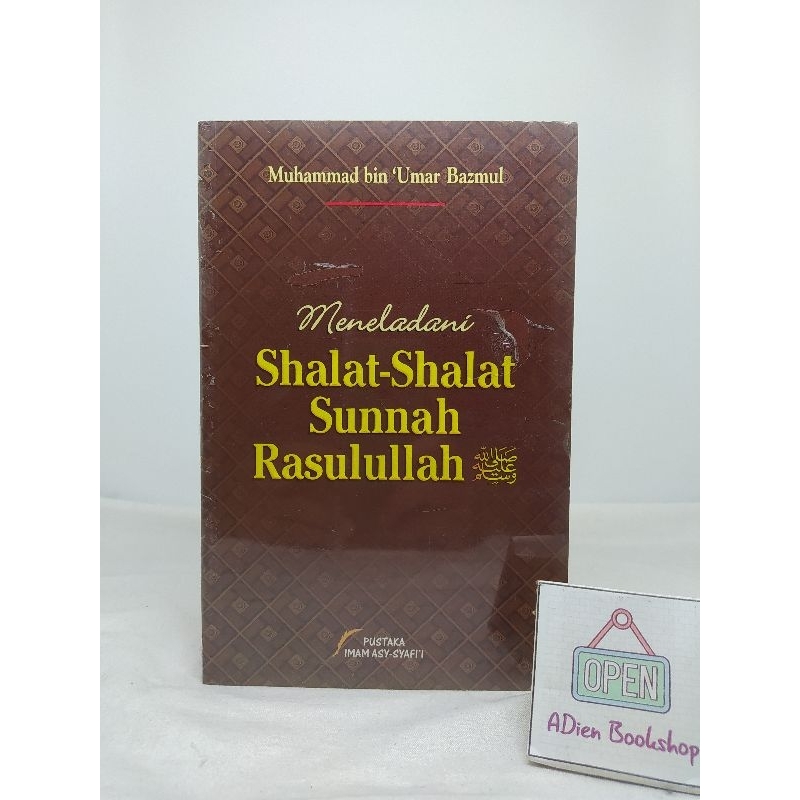 Muhammad bin 'Umar Bazmul
Meneladani
Shalat-Shalat
Sunnah
Rasulullah ﷺ
PUSTAKA
IMAM ASY-SYAFI'I
OPEN
ADien Bookshop